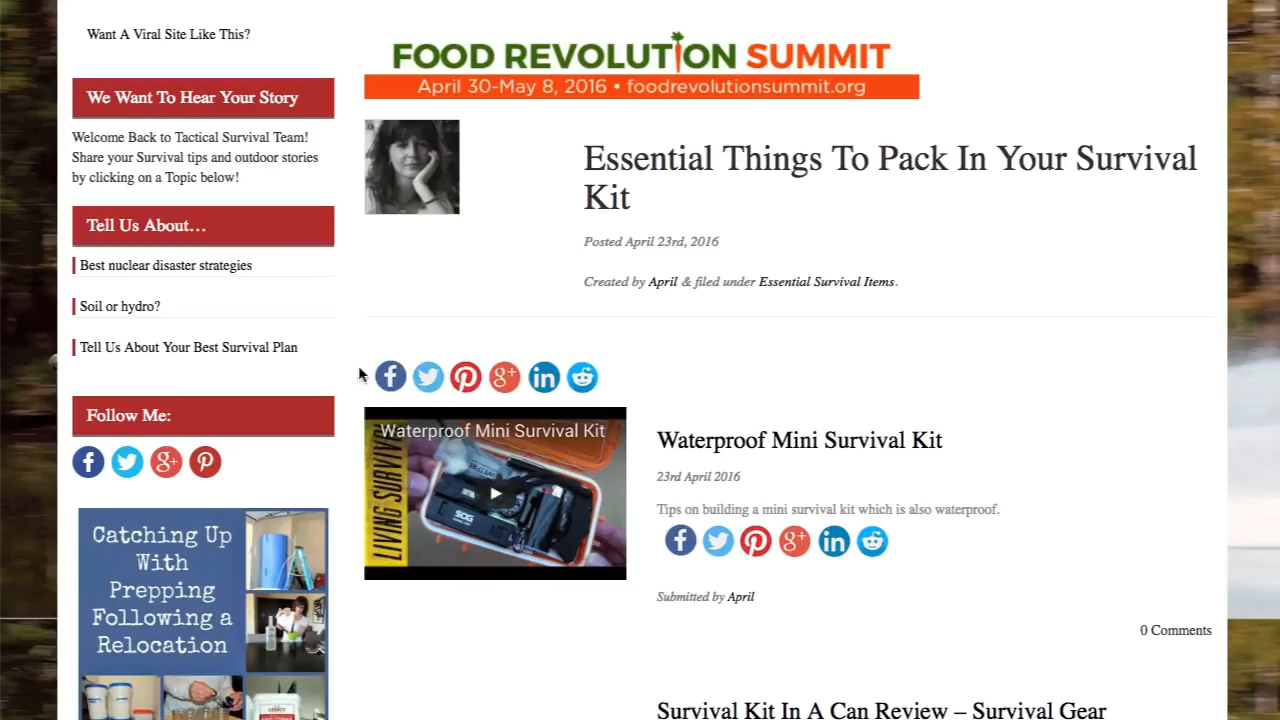 Want A Viral Site Like This?
We Want To Hear Your Story
Welcome Back to Tactical Survival Team!
Share your Survival tips and outdoor stories
by clicking on a Topic below!
Tell Us About...
Best nuclear disaster strategies
Soil or hydro?
Tell Us About Your Best Survival Plan
Follow Me:
Catching Up
With
Prepping
Following a
Relocation
FOOD REVOLUTION SUMMIT
April 30-May 8, 2016 • foodrevolutionsummit.org
Essential Things To Pack In Your Survival
Kit
Posted April 23rd, 2016
Created by April & filed under Essential Survival Items.
Waterproof Mini Survival Kit
LIVING SURVIVAL
SOG
Waterproof Mini Survival Kit
23rd April 2016
Tips on building a mini survival kit which is also waterproof.
Submitted by April
0 Comments
Survival Kit In A Can Review – Survival Gear